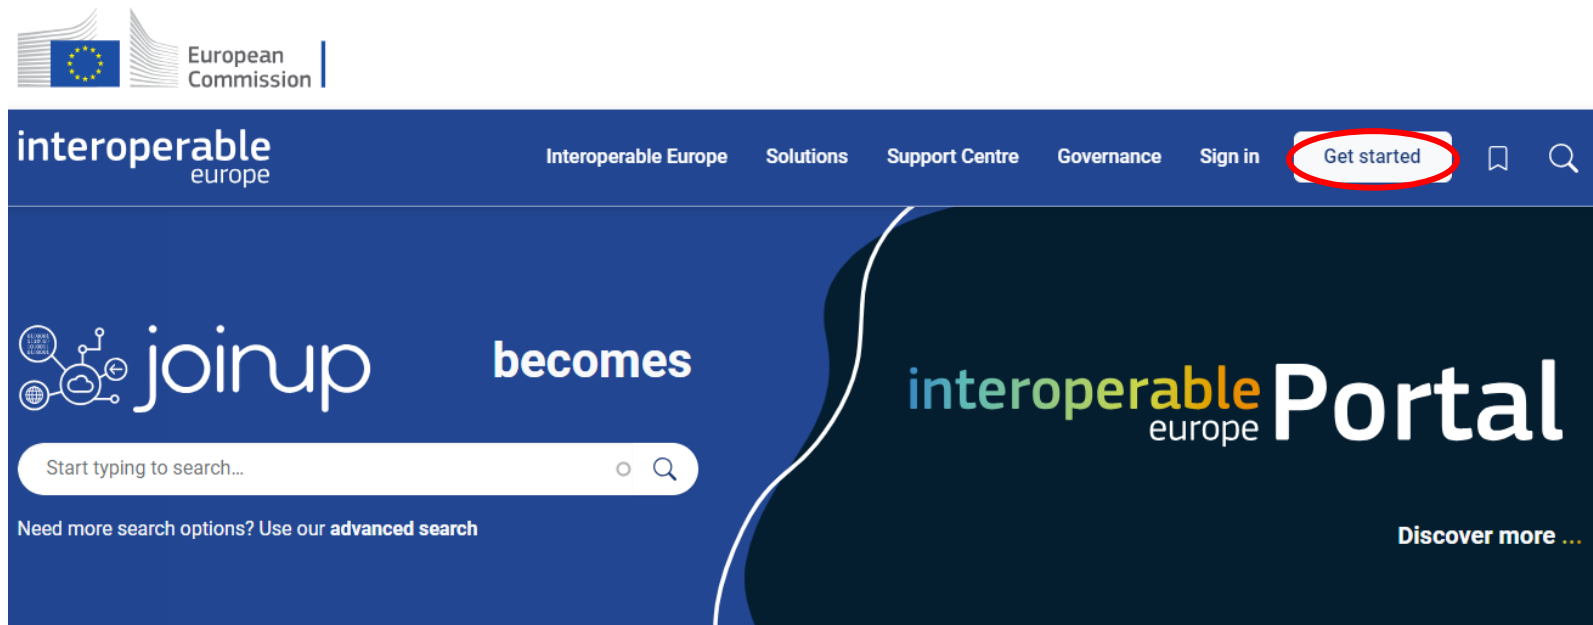 European
Commission
interoperable
europe
Interoperable Europe Solutions Support Centre Governance Sign in Get started
joinup becomes
interoperable
europe
Portal
Start typing to search...
Need more search options? Use our advanced search
Discover more ...